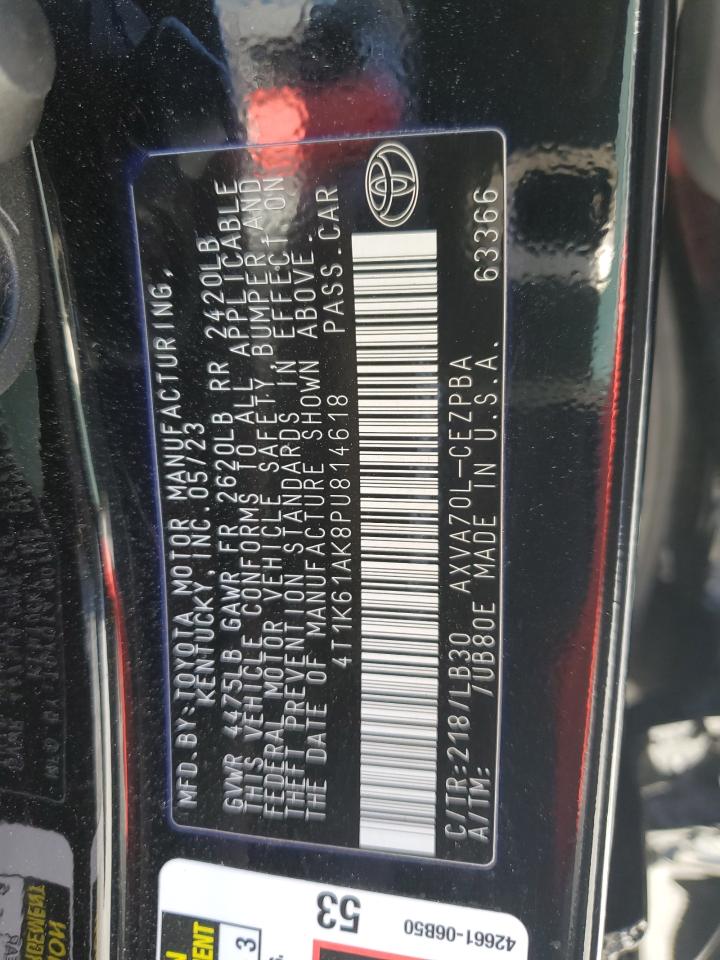 MFD.BY:TOYOTA MOTOR MANUFACTURING,
KENTUCKY, INC.05/23
GVWR 4475LB GAWR FR 2620LB RR 2420LB
THIS VEHICLE CONFORMS TO ALL APPLICABLE
FEDERAL MOTOR VEHICLE SAFETY,BUMPER,AND
THEFT PREVENTION STANDARDS IN EFFECT ON
THE DATE OF MANUFACTURE SHOWN ABOVE.
4T1K61AK8PU814618 PASS CAR
C/TR:218/LB30 AXVA70L-CEZPBA
A/TM: 7UB80E MADE IN U.S.A. 63366
53
42661-06B50
3